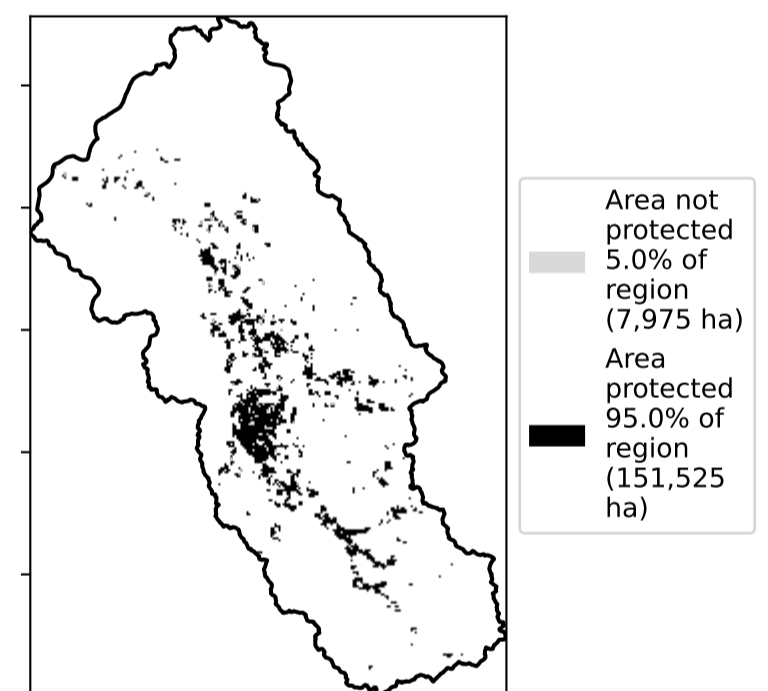 Area not
protected
5.0% of
region
(7,975 ha)
Area
protected
95.0% of
region
(151,525
ha)